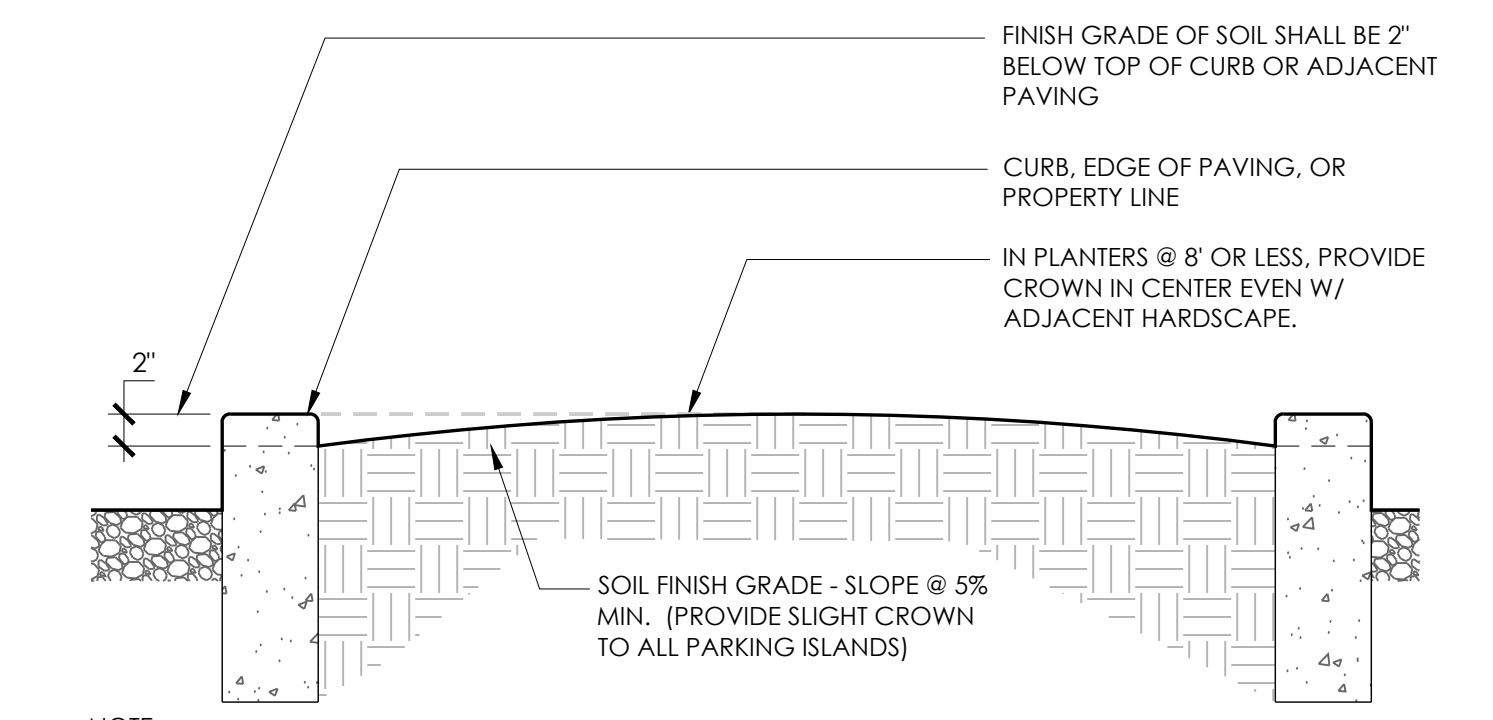 FINISH GRADE OF SOIL SHALL BE 2"
BELOW TOP OF CURB OR ADJACENT
PAVING
CURB, EDGE OF PAVING, OR
PROPERTY LINE
IN PLANTERS @ 8' OR LESS, PROVIDE
CROWN IN CENTER EVEN W/
ADJACENT HARDSCAPE.
2"
SOIL FINISH GRADE - SLOPE @ 5%
MIN. (PROVIDE SLIGHT CROWN
TO ALL PARKING ISLANDS)